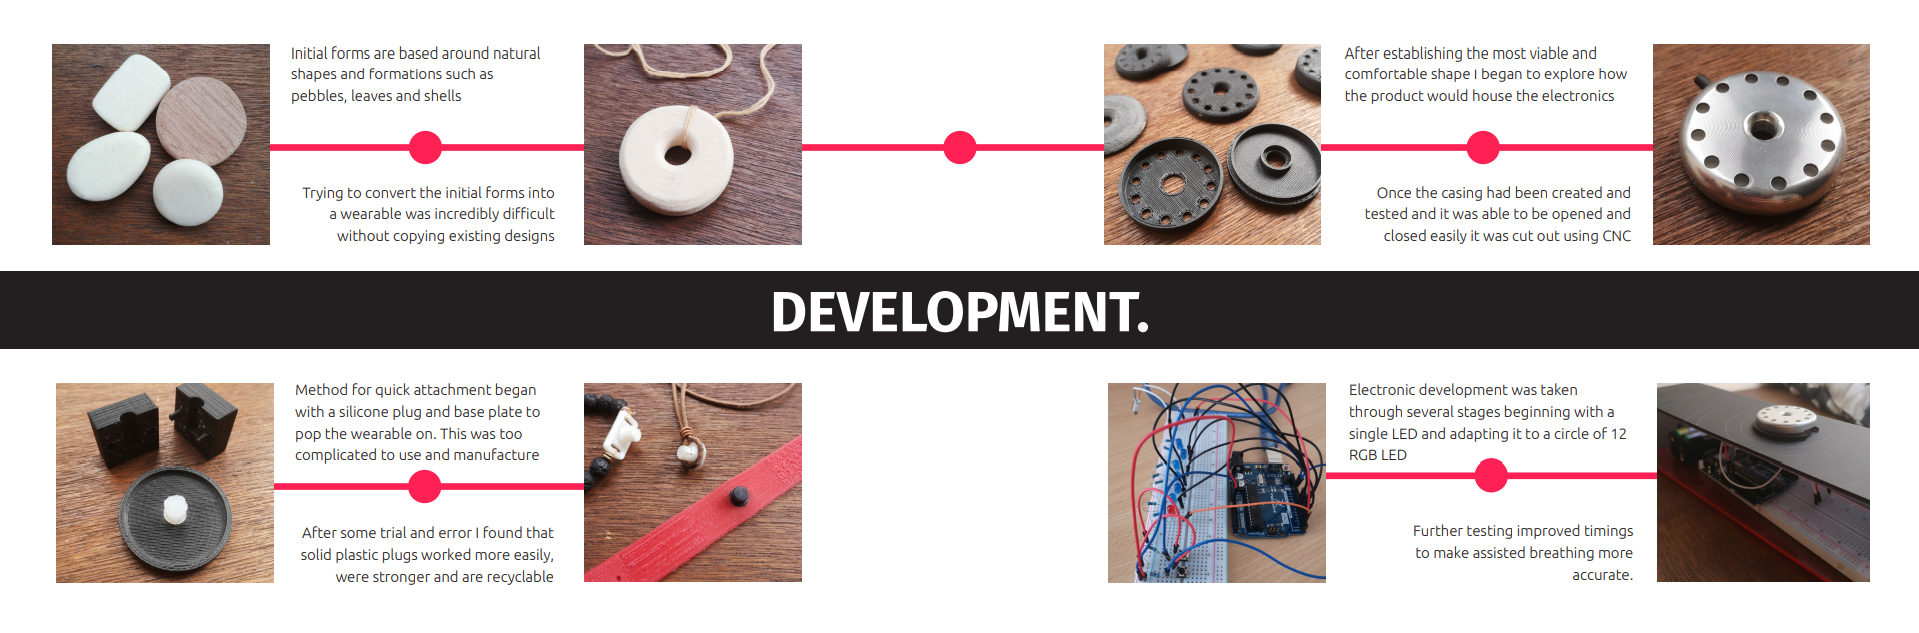 Initial forms are based around natural
shapes and formations such as
pebbles, leaves and shells
Trying to convert the initial forms into
a wearable was incredibly difficult
without copying existing designs
After establishing the most viable and
comfortable shape I began to explore how
the product would house the electronics
Once the casing had been created and
tested and it was able to be opened and
closed easily it was cut out using CNC
DEVELOPMENT.
Method for quick attachment began
with a silicone plug and base plate to
pop the wearable on. This was too
complicated to use and manufacture
After some trial and error I found that
solid plastic plugs worked more easily,
were stronger and are recyclable
Electronic development was taken
through several stages beginning with a
single LED and adapting it to a circle of 12
RGB LED
Further testing improved timings
to make assisted breathing more
accurate.